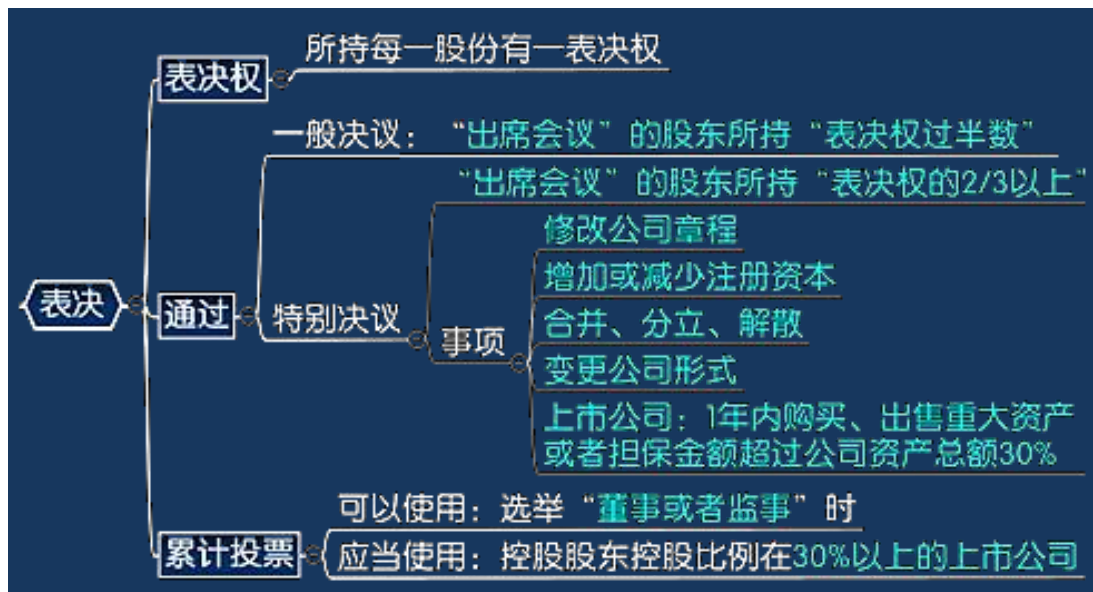 表决
表决权
所持每一股份有一表决权
通过
一般决议：“出席会议”的股东所持“表决权过半数”
特别决议
“出席会议”的股东所持“表决权的2/3以上”
事项
修改公司章程
增加或减少注册资本
合并、分立、解散
变更公司形式
上市公司：1年内购买、出售重大资产
或者担保金额超过公司资产总额30%
累计投票
可以使用：选举“董事或者监事”时
应当使用：控股股东控股比例在30%以上的上市公司